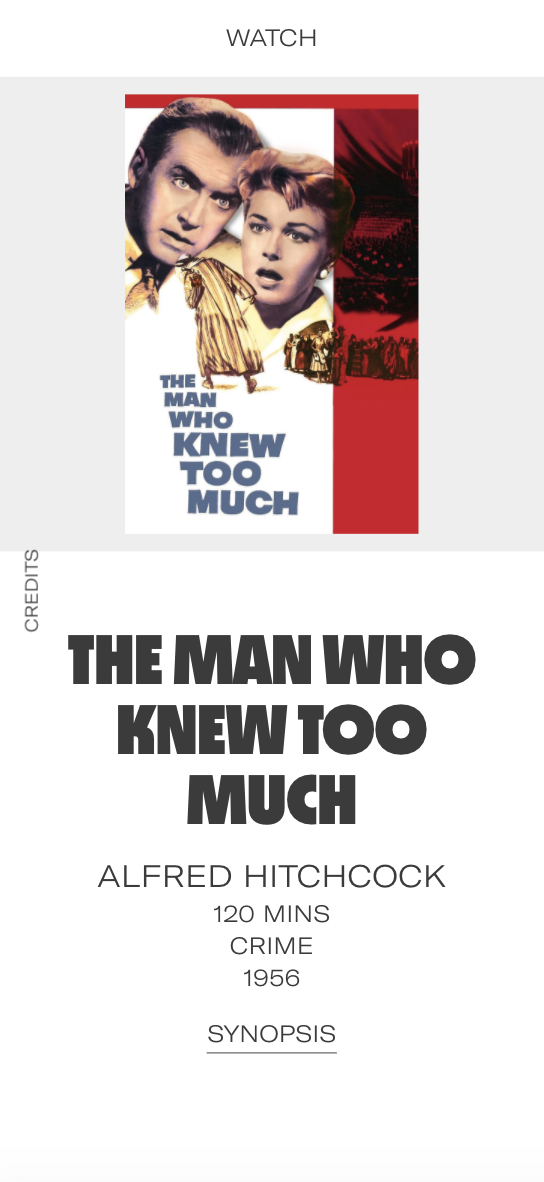 WATCH
THE
MAN
WHO
KNEW
TOO
MUCH
CREDITS
THE MAN WHO
KNEW TOO
MUCH
ALFRED HITCHCOCK
120 MINS
CRIME
1956
SYNOPSIS